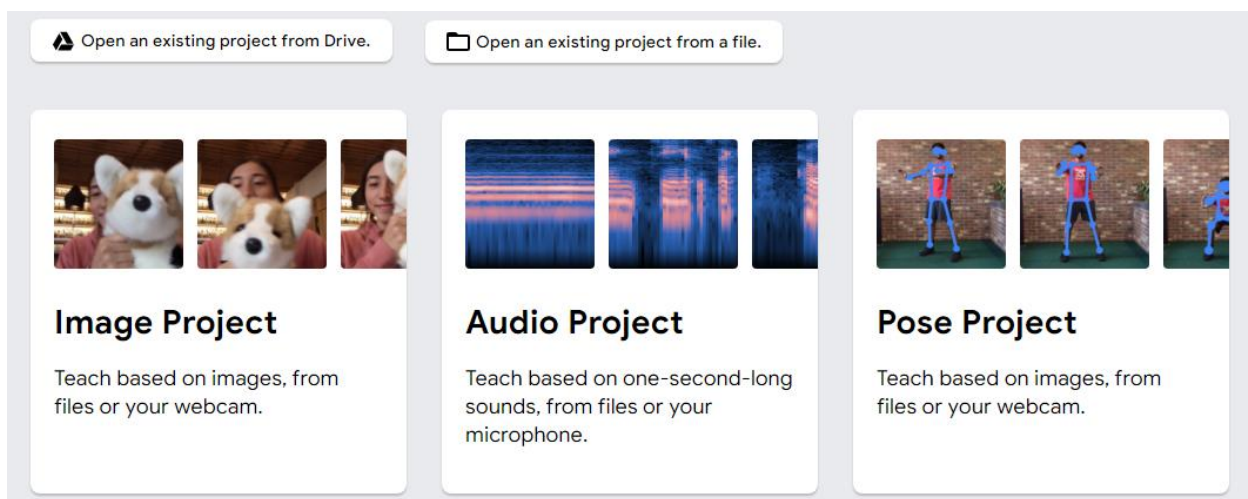 Open an existing project from Drive.
Open an existing project from a file.
Image Project
Teach based on images, from
files or your webcam.
Audio Project
Teach based on one-second-long
sounds, from files or your
microphone.
Pose Project
Teach based on images, from
files or your webcam.